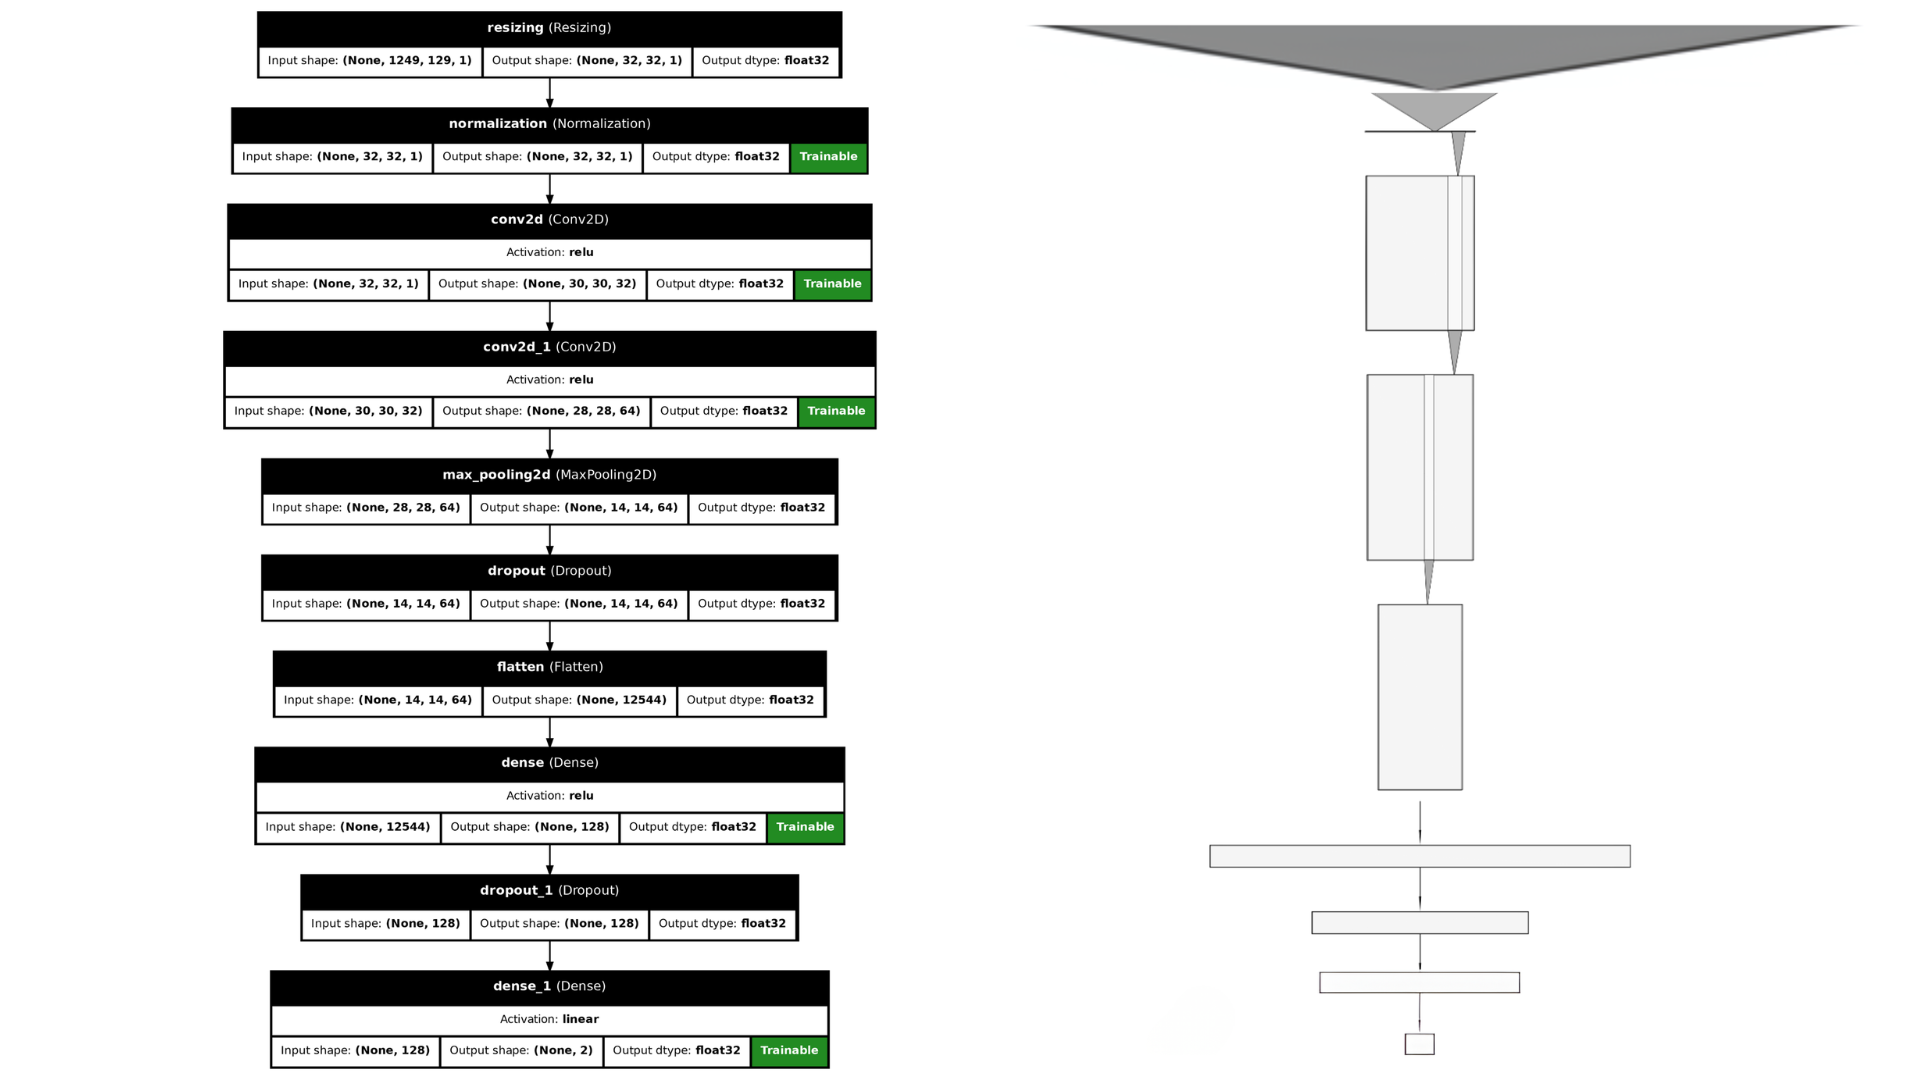 resizing (Resizing)
Input shape: (None, 1249, 129, 1) Output shape: (None, 32, 32, 1) Output dtype: float32
normalization (Normalization)
Input shape: (None, 32, 32, 1) Output shape: (None, 32, 32, 1) Output dtype: float32 Trainable
conv2d (Conv2D)
Activation: relu
Input shape: (None, 32, 32, 1) Output shape: (None, 30, 30, 32) Output dtype: float32 Trainable
conv2d_1 (Conv2D)
Activation: relu
Input shape: (None, 30, 30, 32) Output shape: (None, 28, 28, 64) Output dtype: float32 Trainable
max_pooling2d (MaxPooling2D)
Input shape: (None, 28, 28, 64) Output shape: (None, 14, 14, 64) Output dtype: float32
dropout (Dropout)
Input shape: (None, 14, 14, 64) Output shape: (None, 14, 14, 64) Output dtype: float32
flatten (Flatten)
Input shape: (None, 14, 14, 64) Output shape: (None, 12544) Output dtype: float32
dense (Dense)
Activation: relu
Input shape: (None, 12544) Output shape: (None, 128) Output dtype: float32 Trainable
dropout_1 (Dropout)
Input shape: (None, 128) Output shape: (None, 128) Output dtype: float32
dense_1 (Dense)
Activation: linear
Input shape: (None, 128) Output shape: (None, 2) Output dtype: float32 Trainable